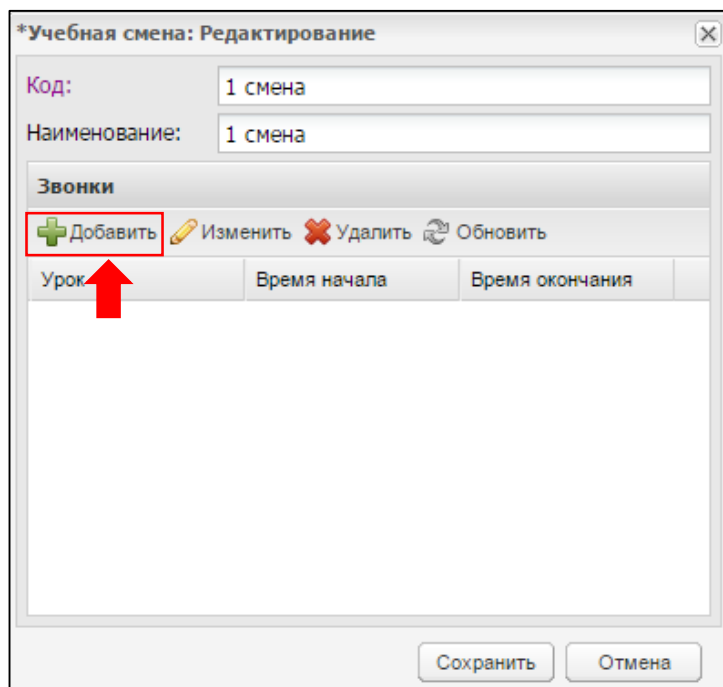 *Учебная смена: Редактирование
Код: 1 смена
Наименование: 1 смена
Звонки
Добавить Изменить Удалить Обновить
Урок Время начала Время окончания
Сохранить Отмена